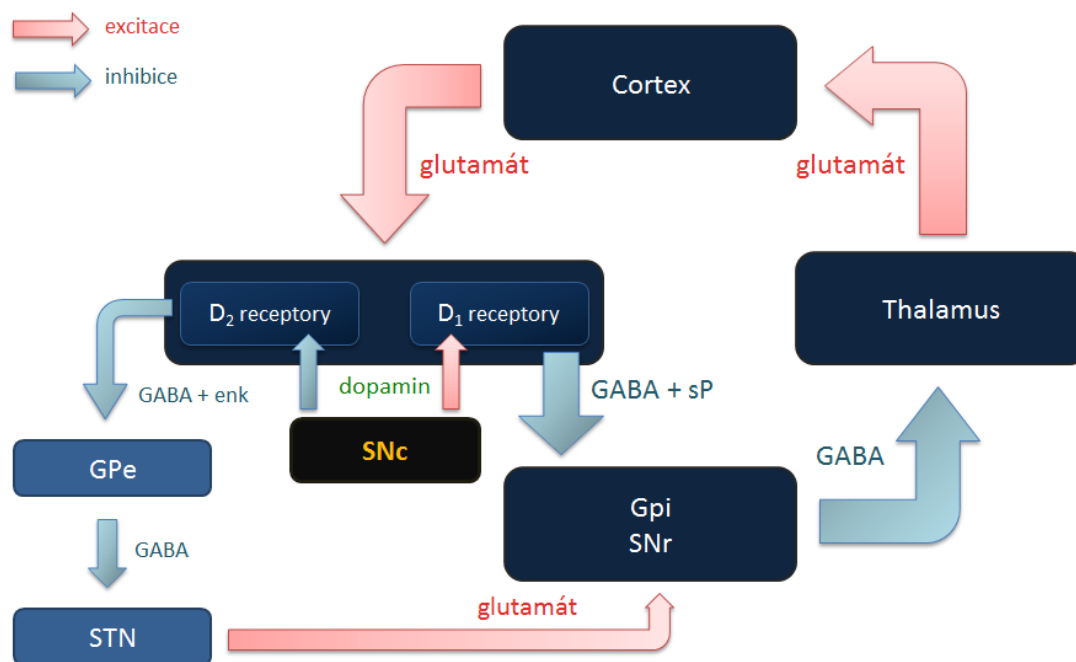 excitace
inhibice
Cortex
glutamát
glutamát
D₂ receptory
D₁ receptory
Thalamus
GABA + enk
dopamin
GABA + sP
SNc
GPe
GABA
Gpi
SNr
GABA
glutamát
STN